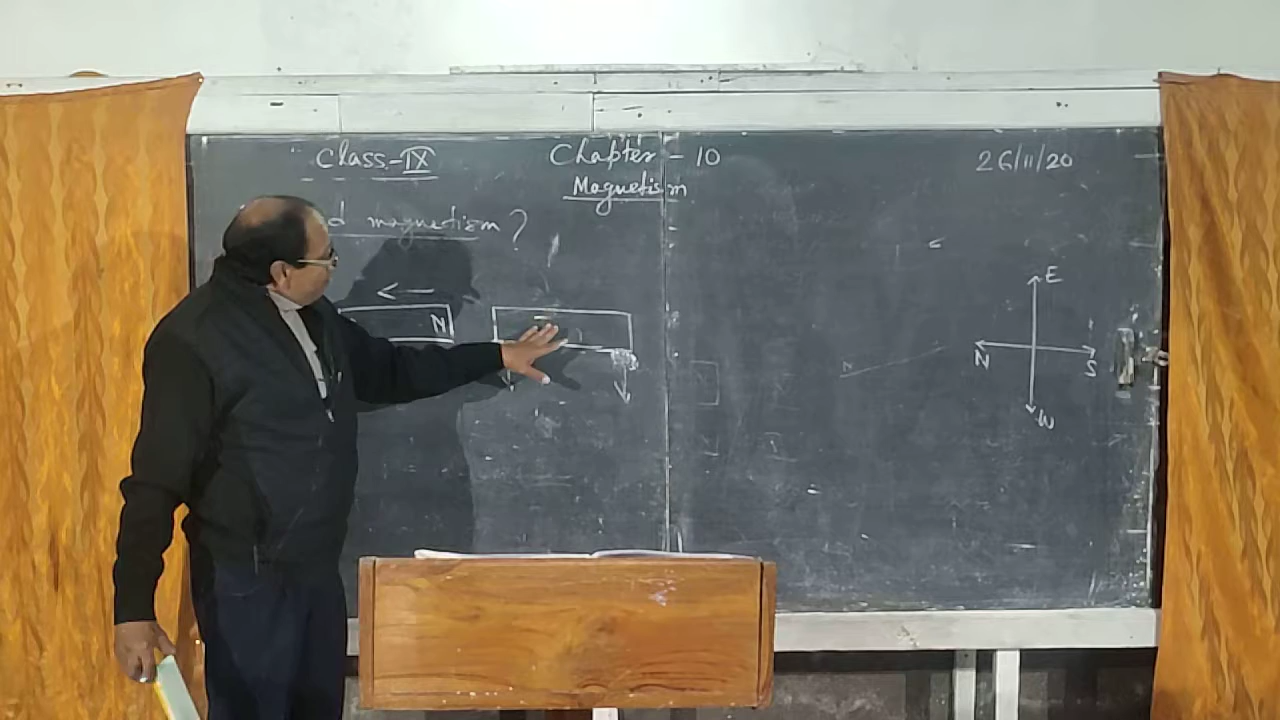 Class-IX
Chapter - 10
26/11/20
Magnetism
magnetism?
N
E
N
S
W